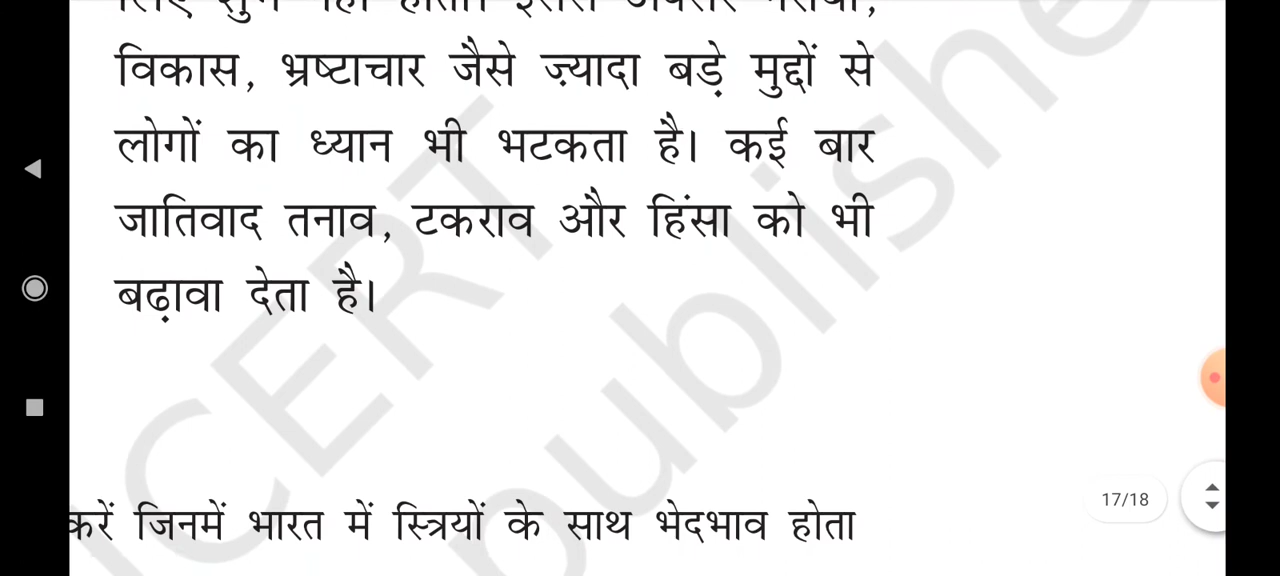 विकास, भ्रष्टाचार जैसे ज़्यादा बड़े मुद्दों से
लोगों का ध्यान भी भटकता है। कई बार
जातिवाद तनाव, टकराव और हिंसा को भी
बढ़ावा देता है।
17/18
करें जिनमें भारत में स्त्रियों के साथ भेदभाव होता